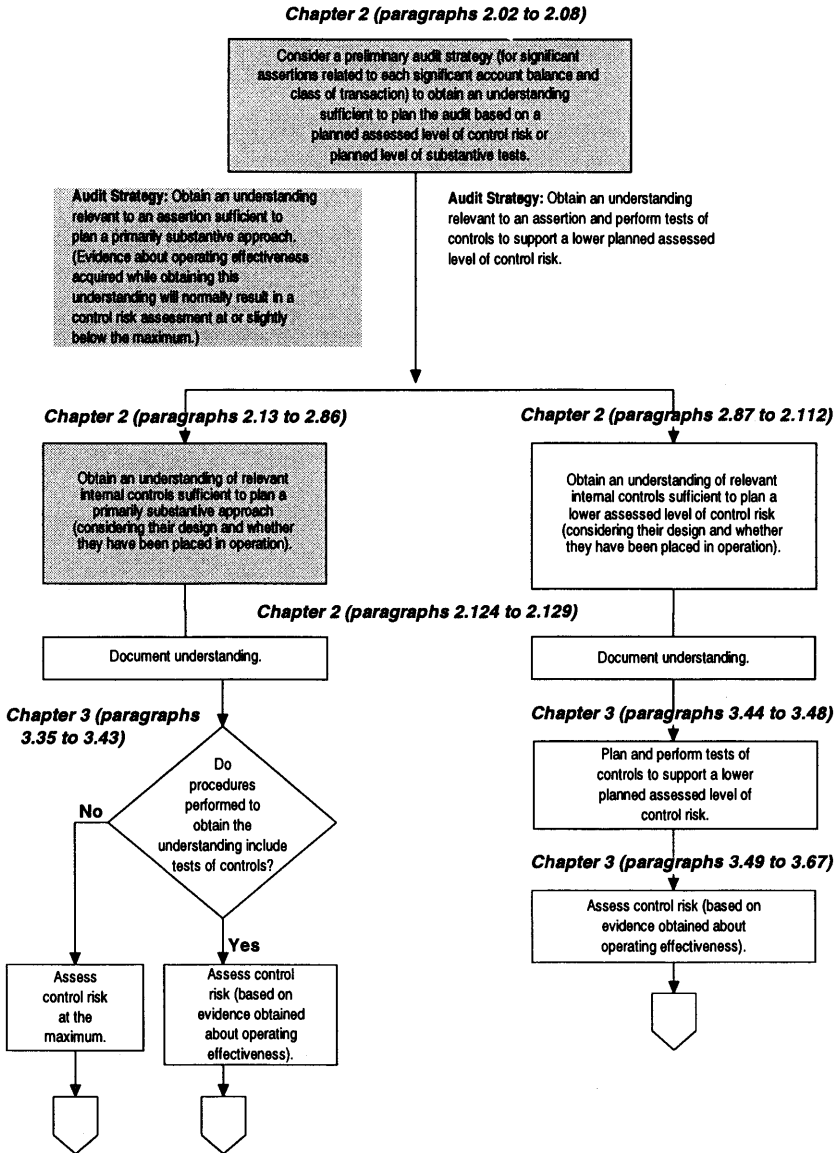 Chapter 2 (paragraphs 2.02 to 2.08)
Consider a preliminary audit strategy (for significant
assertions related to each significant account balance and
class of transaction) to obtain an understanding
sufficient to plan the audit based on a
planned assessed level of control risk or
planned level of substantive tests.
Audit Strategy: Obtain an understanding
relevant to an assertion sufficient to
plan a primarily substantive approach.
(Evidence about operating effectiveness
acquired while obtaining this
understanding will normally result in a
control risk assessment at or slightly
below the maximum.)
Audit Strategy: Obtain an understanding
relevant to an assertion and perform tests of
controls to support a lower planned assessed
level of control risk.
Chapter 2 (paragraphs 2.13 to 2.86)
Obtain an understanding of relevant
internal controls sufficient to plan a
primarily substantive approach
(considering their design and whether
they have been placed in operation).
Chapter 2 (paragraphs 2.87 to 2.112)
Obtain an understanding of relevant
internal controls sufficient to plan a
lower assessed level of control risk
(considering their design and whether
they have been placed in operation).
Chapter 2 (paragraphs 2.124 to 2.129)
Document understanding.
Document understanding.
Chapter 3 (paragraphs
3.35 to 3.43)
Do
procedures
performed to
obtain the
understanding include
tests of controls?
No
Yes
Assess
control risk
at the
maximum.
Assess control
risk (based on
evidence obtained
about operating
effectiveness).
Chapter 3 (paragraphs 3.44 to 3.48)
Plan and perform tests of
controls to support a lower
planned assessed level of
control risk.
Chapter 3 (paragraphs 3.49 to 3.67)
Assess control risk (based on
evidence obtained about
operating effectiveness).